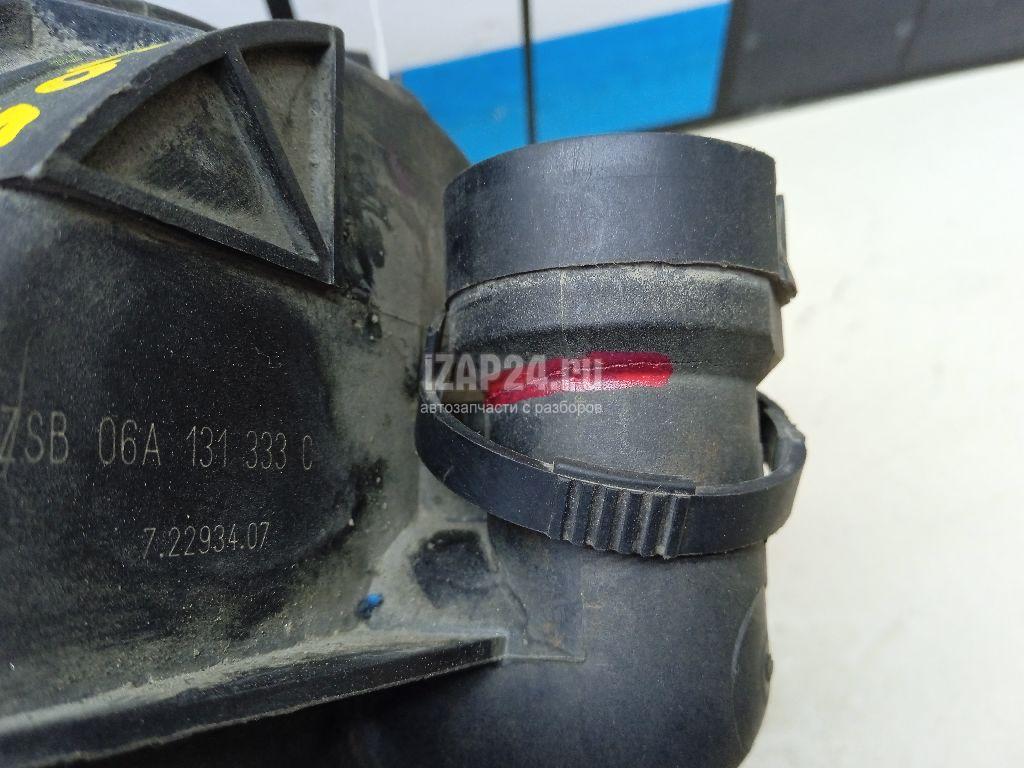 iZAP24.RU
автозапчасти с разборов
ZSB 06A 131 333 C
7.22934.07